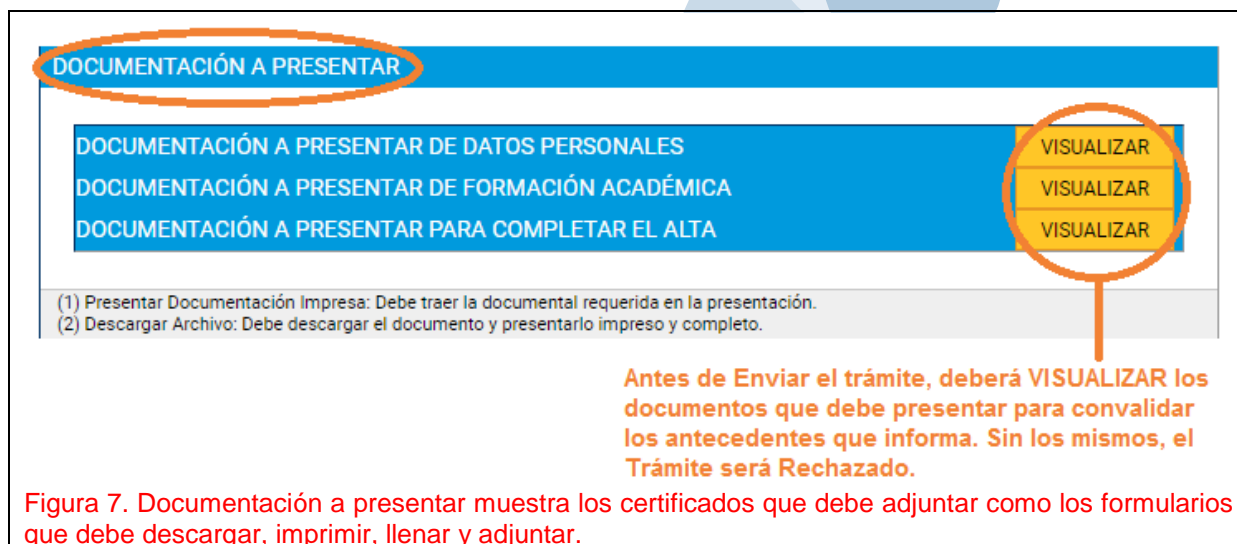 DOCUMENTACIÓN A PRESENTAR
DOCUMENTACIÓN A PRESENTAR DE DATOS PERSONALES VISUALIZAR
DOCUMENTACIÓN A PRESENTAR DE FORMACIÓN ACADÉMICA VISUALIZAR
DOCUMENTACIÓN A PRESENTAR PARA COMPLETAR EL ALTA VISUALIZAR
(1) Presentar Documentación Impresa: Debe traer la documental requerida en la presentación.
(2) Descargar Archivo: Debe descargar el documento y presentarlo impreso y completo.
Antes de Enviar el trámite, deberá VISUALIZAR los
documentos que debe presentar para convalidar
los antecedentes que informa. Sin los mismos, el
Trámite será Rechazado.
Figura 7. Documentación a presentar muestra los certificados que debe adjuntar como los formularios
que debe descargar, imprimir, llenar y adjuntar.